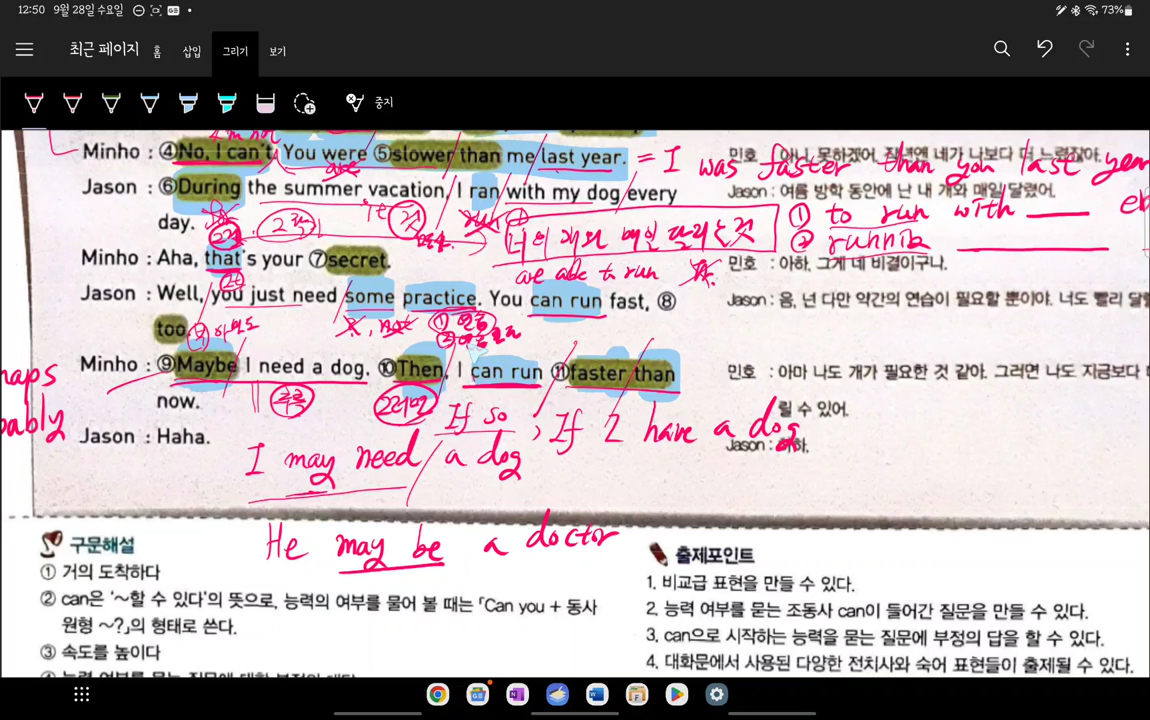 12:50 9월 28일 수요일 73%
최근 페이지 홈 삽입 그리기 보기
중지
Minho : ④No, I can't. You were ⑤slower than me last year. = I was faster than you last year
민호 : 아니, 못하겠어. 작년엔 네가 나보다 더 느렸잖아.
Jason : ⑥During the summer vacation, I ran with my dog every
Jason : 여름 방학 동안에 난 내 개와 매일 달렸어.
day.
너의 개와 매일 달리는것
① to run with
②
are able to run
Minho : Aha, that's your ⑦secret.
민호 : 아하, 그게 네 비결이구나.
Jason : Well, you just need some practice. You can run fast, ⑧
Jason : 음, 넌 다만 약간의 연습이 필요할 뿐이야. 너도 빨리 달
too.
Minho : ⑨Maybe I need a dog. ⑩Then, I can run ⑪faster than
민호 : 아마 나도 개가 필요한 것 같아. 그러면 나도 지금보다 더
now.
릴 수 있어.
If so, If I have a dog
Jason : Haha.
Jason : 하하.
I may need a dog
He may be a doctor
구문해설
① 거의 도착하다
② can은 '~할 수 있다'의 뜻으로, 능력의 여부를 물어 볼 때는 「Can you + 동사
원형 ~?」의 형태로 쓴다.
③ 속도를 높이다
출제포인트
1. 비교급 표현을 만들 수 있다.
2. 능력 여부를 묻는 조동사 can이 들어간 질문을 만들 수 있다.
3. can으로 시작하는 능력을 묻는 질문에 부정의 답을 할 수 있다.
4. 대화문에서 사용된 다양한 전치사와 숙어 표현들이 출제될 수 있다.